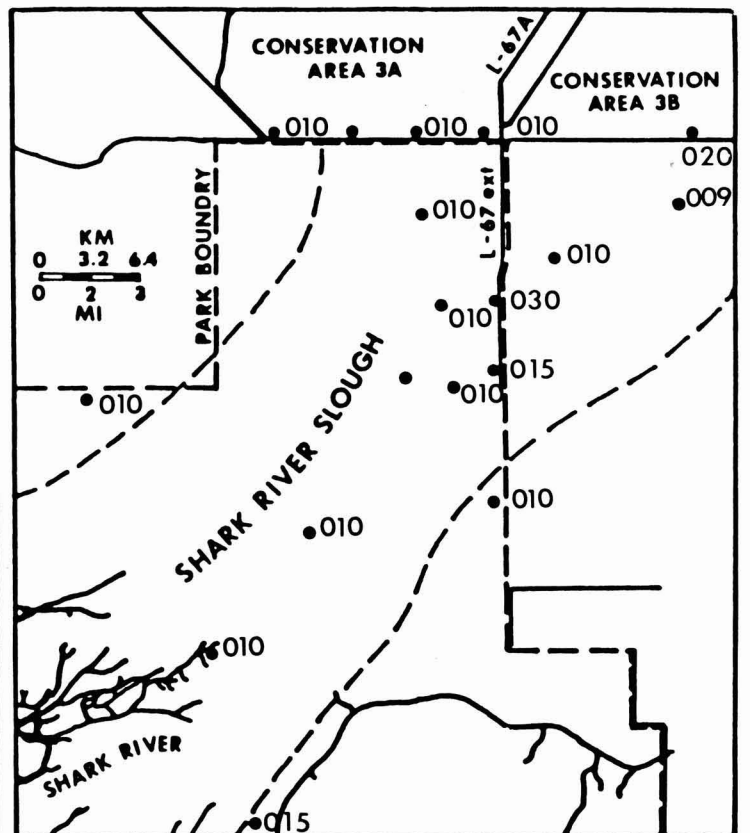 CONSERVATION
AREA 3A
L-67A
CONSERVATION
AREA 3B
010
010
010
020
009
010
L-67 ext
010
PARK BOUNDRY
KM
0 3.2 6.4
0 2 3
MI
030
010
015
010
010
SHARK RIVER SLOUGH
010
010
010
SHARK RIVER
015